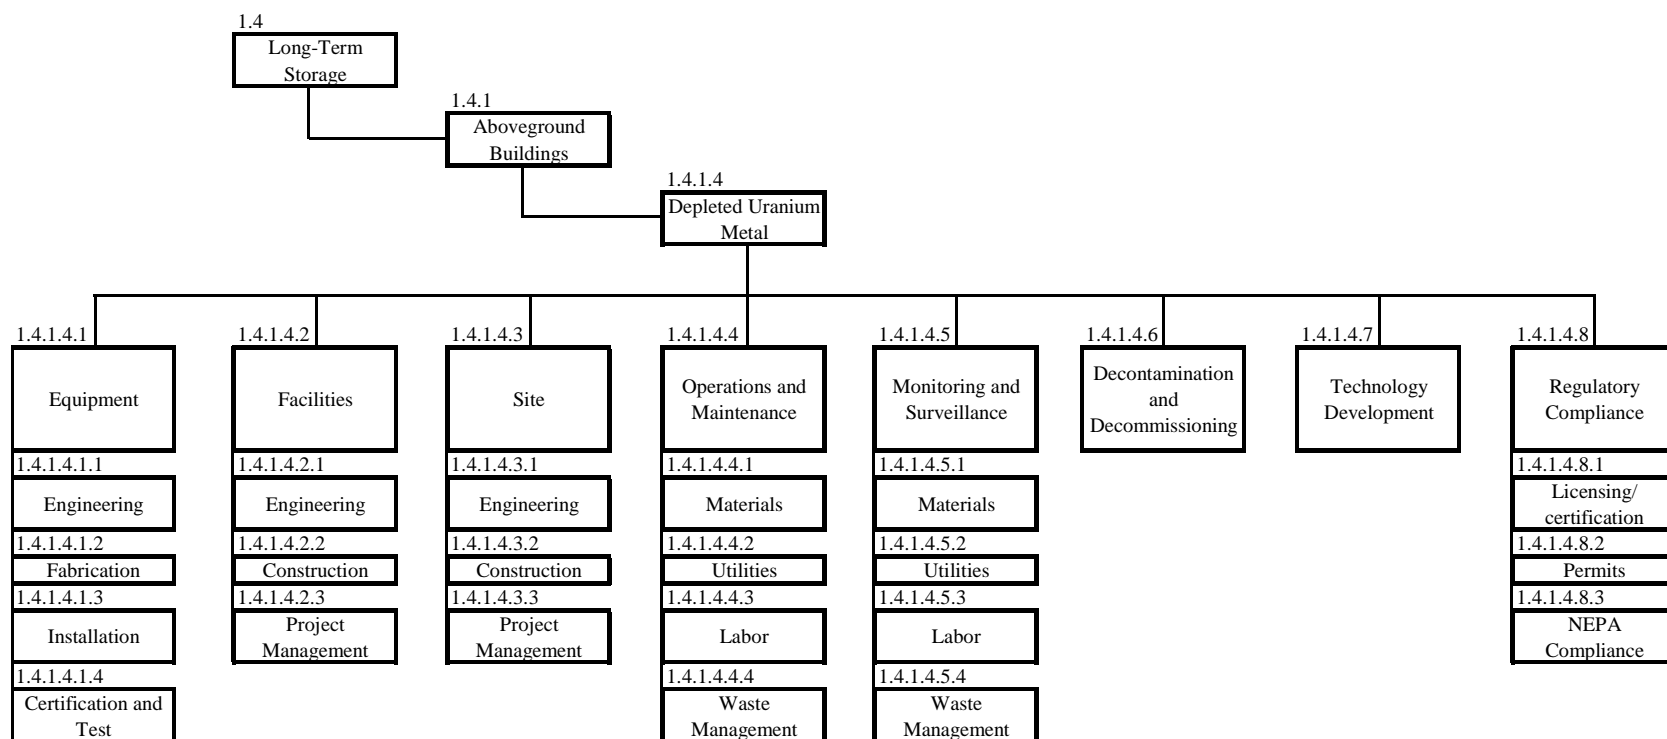 1.4
Long-Term
Storage
1.4.1
Aboveground
Buildings
1.4.1.4
Depleted Uranium
Metal
1.4.1.4.1
Equipment
1.4.1.4.1.1
Engineering
1.4.1.4.1.2
Fabrication
1.4.1.4.1.3
Installation
1.4.1.4.1.4
Certification and
Test
1.4.1.4.2
Facilities
1.4.1.4.2.1
Engineering
1.4.1.4.2.2
Construction
1.4.1.4.2.3
Project
Management
1.4.1.4.3
Site
1.4.1.4.3.1
Engineering
1.4.1.4.3.2
Construction
1.4.1.4.3.3
Project
Management
1.4.1.4.4
Operations and
Maintenance
1.4.1.4.4.1
Materials
1.4.1.4.4.2
Utilities
1.4.1.4.4.3
Labor
1.4.1.4.4.4
Waste
Management
1.4.1.4.5
Monitoring and
Surveillance
1.4.1.4.5.1
Materials
1.4.1.4.5.2
Utilities
1.4.1.4.5.3
Labor
1.4.1.4.5.4
Waste
Management
1.4.1.4.6
Decontamination
and
Decommissioning
1.4.1.4.7
Technology
Development
1.4.1.4.8
Regulatory
Compliance
1.4.1.4.8.1
Licensing/
certification
1.4.1.4.8.2
Permits
1.4.1.4.8.3
NEPA
Compliance